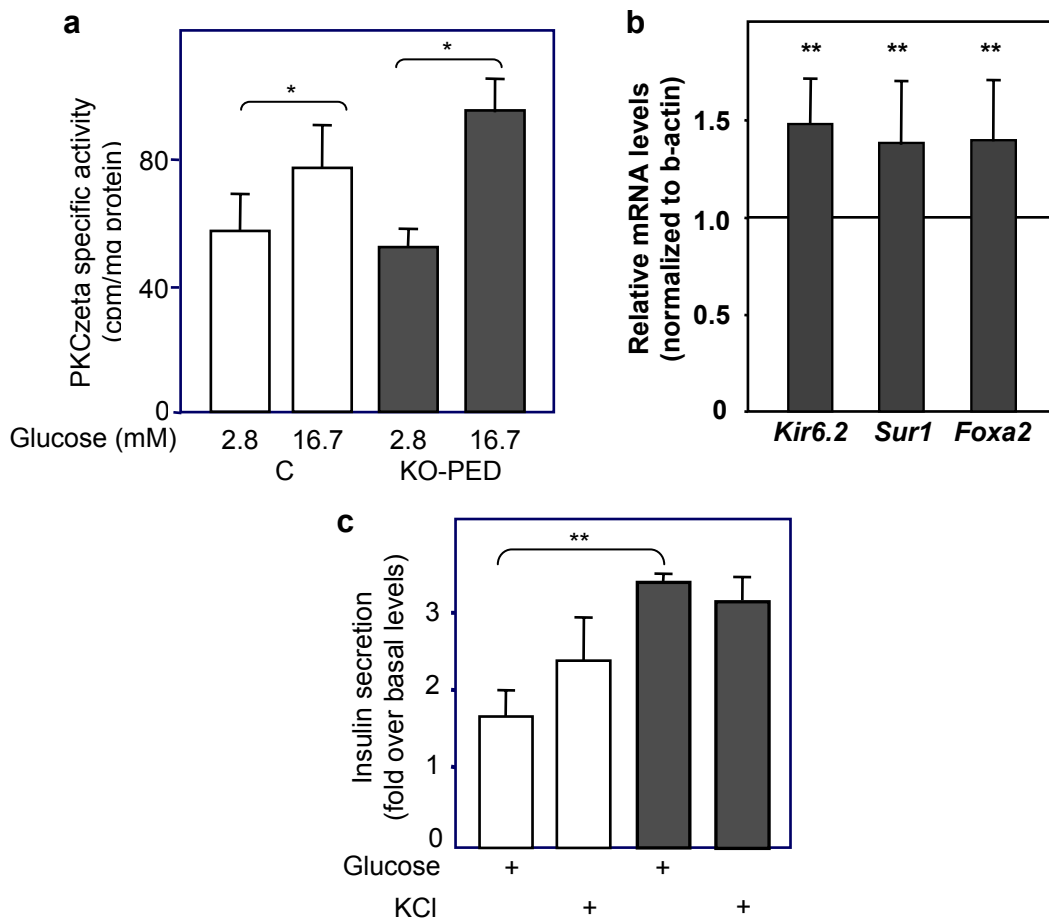 a
*
*
PKCzeta specific activity
(cpm/mg protein)
80
40
0
Glucose (mM)
2.8 16.7 2.8 16.7
C KO-PED
b
** ** **
Relative mRNA levels
(normalized to b-actin)
1.5
1.0
0.5
0
Kir6.2 Sur1 Foxa2
c
**
Insulin secretion
(fold over basal levels)
3
2
1
0
Glucose + +
KCl + +